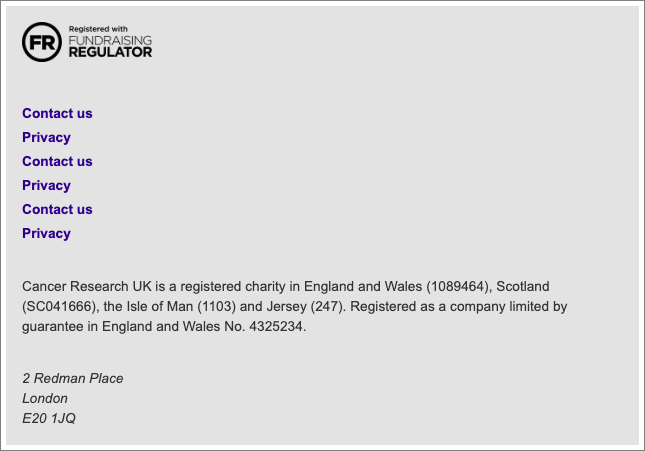 FR
Registered with
FUNDRAISING
REGULATOR
Contact us
Privacy
Contact us
Privacy
Contact us
Privacy
Cancer Research UK is a registered charity in England and Wales (1089464), Scotland
(SC041666), the Isle of Man (1103) and Jersey (247). Registered as a company limited by
guarantee in England and Wales No. 4325234.
2 Redman Place
London
E20 1JQ